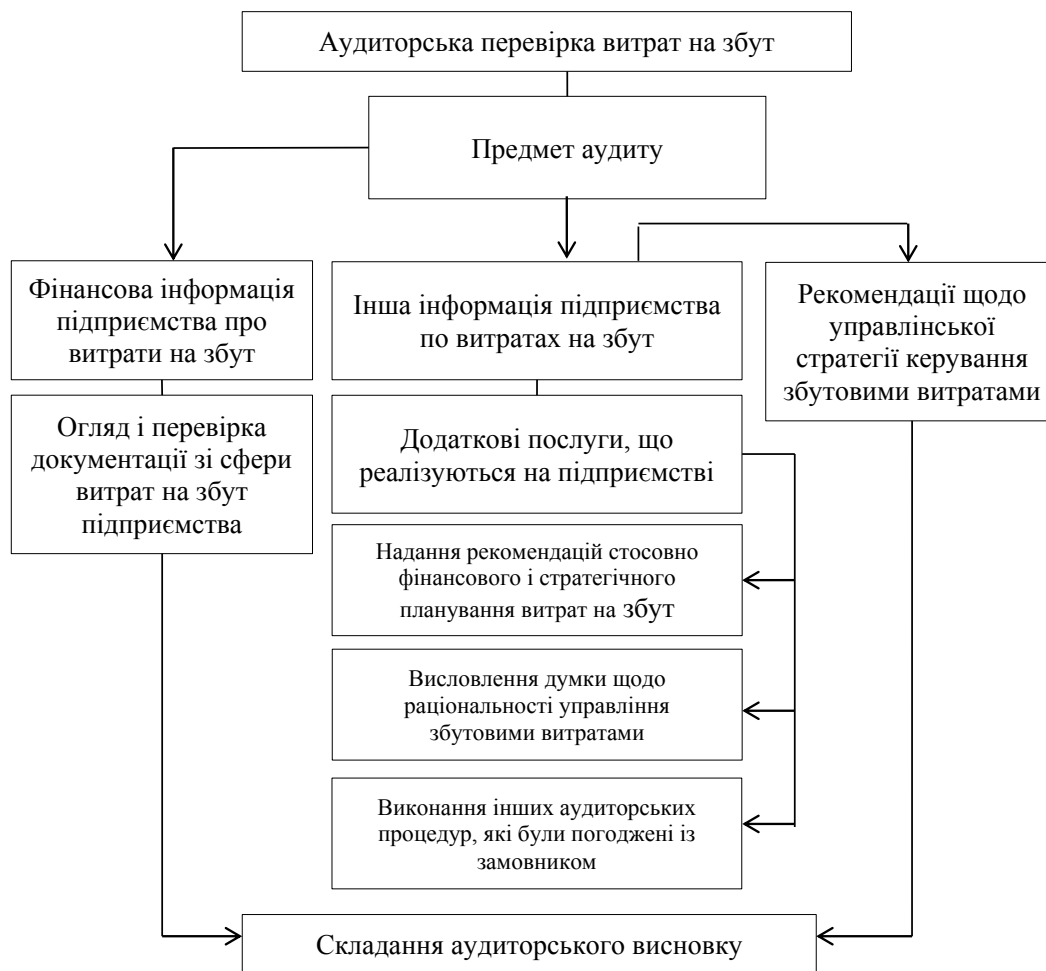 Аудиторська перевірка витрат на збут
Предмет аудиту
Фінансова інформація
підприємства про
витрати на збут
Інша інформація підприємства
по витратах на збут
Рекомендації щодо
управлінської
стратегії керування
збутовими витратами
Огляд і перевірка
документації зі сфери
витрат на збут
підприємства
Додаткові послуги, що
реалізуються на підприємстві
Надання рекомендацій стосовно
фінансового і стратегічного
планування витрат на збут
Висловлення думки щодо
раціональності управління
збутовими витратами
Виконання інших аудиторських
процедур, які були погоджені із
замовником
Складання аудиторського висновку